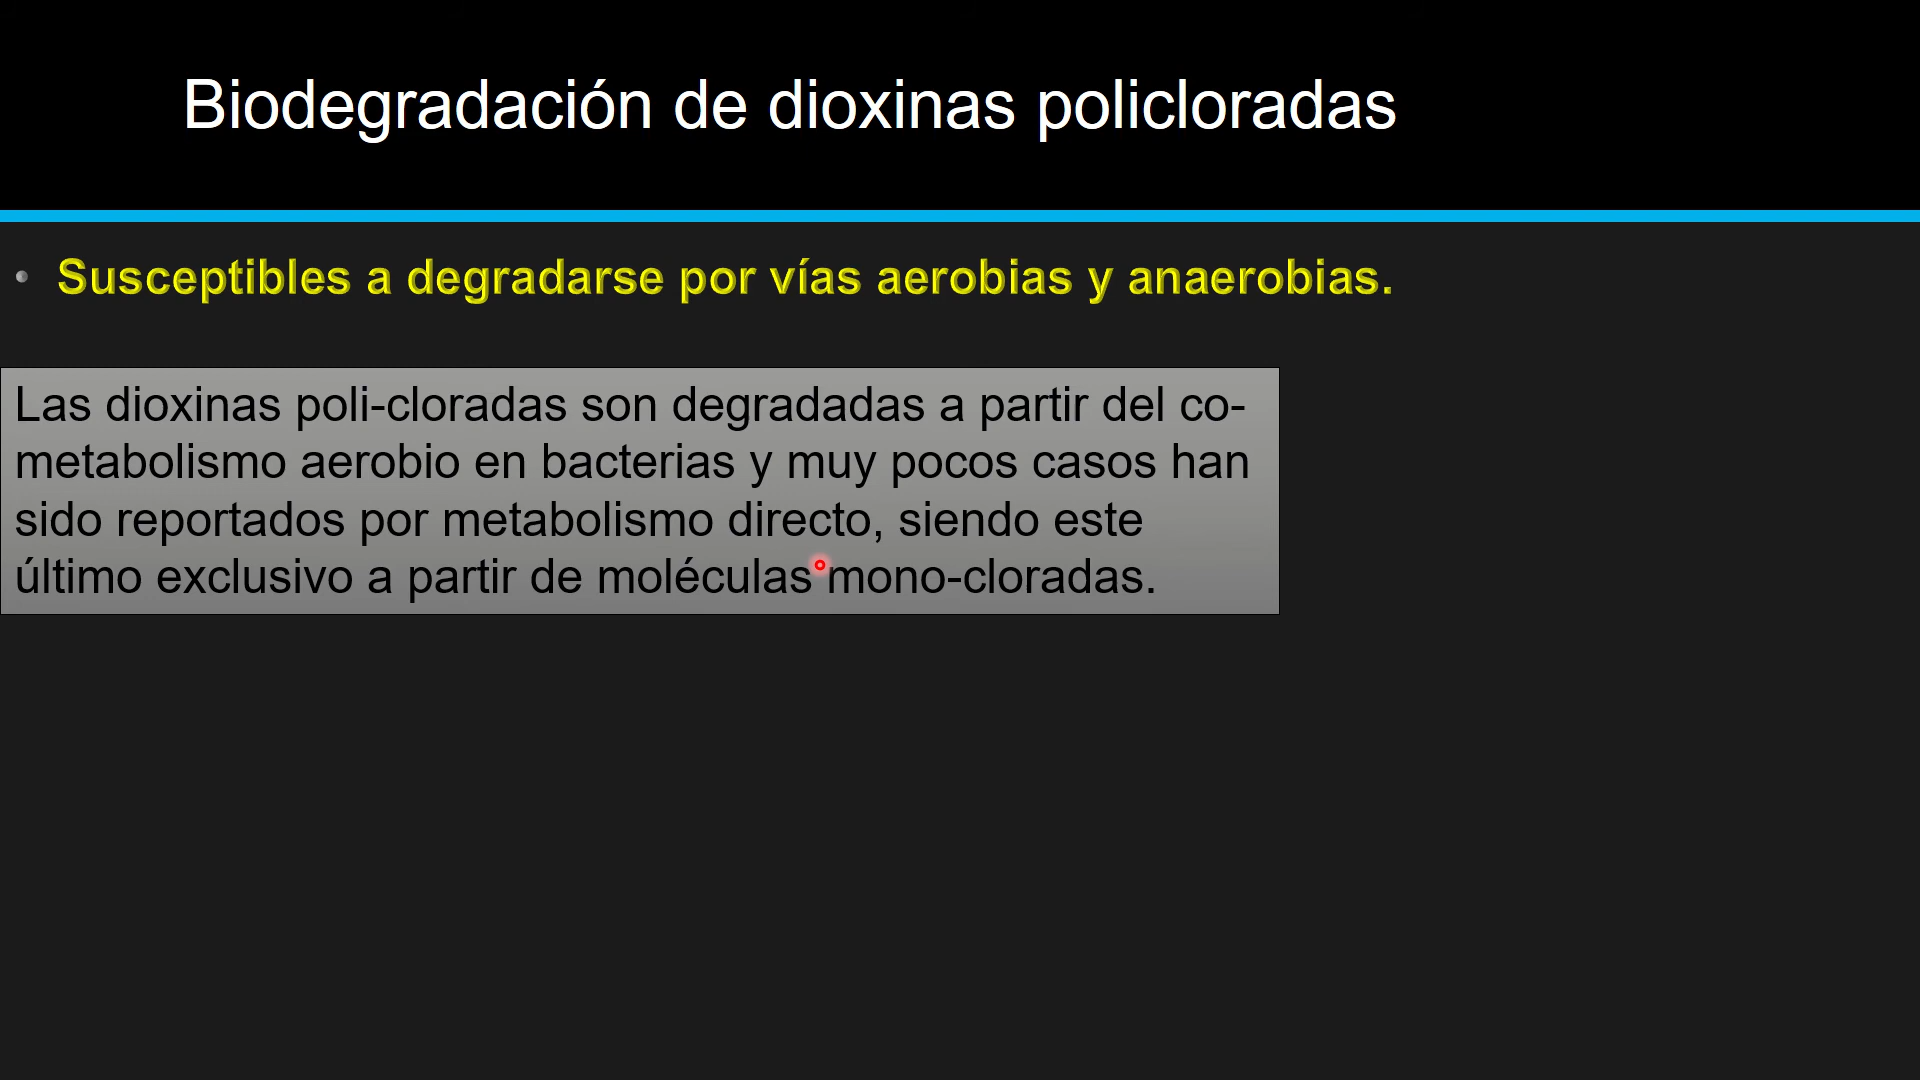 Biodegradación de dioxinas policloradas
• Susceptibles a degradarse por vías aerobias y anaerobias.
Las dioxinas poli-cloradas son degradadas a partir del co-
metabolismo aerobio en bacterias y muy pocos casos han
sido reportados por metabolismo directo, siendo este
último exclusivo a partir de moléculas mono-cloradas.